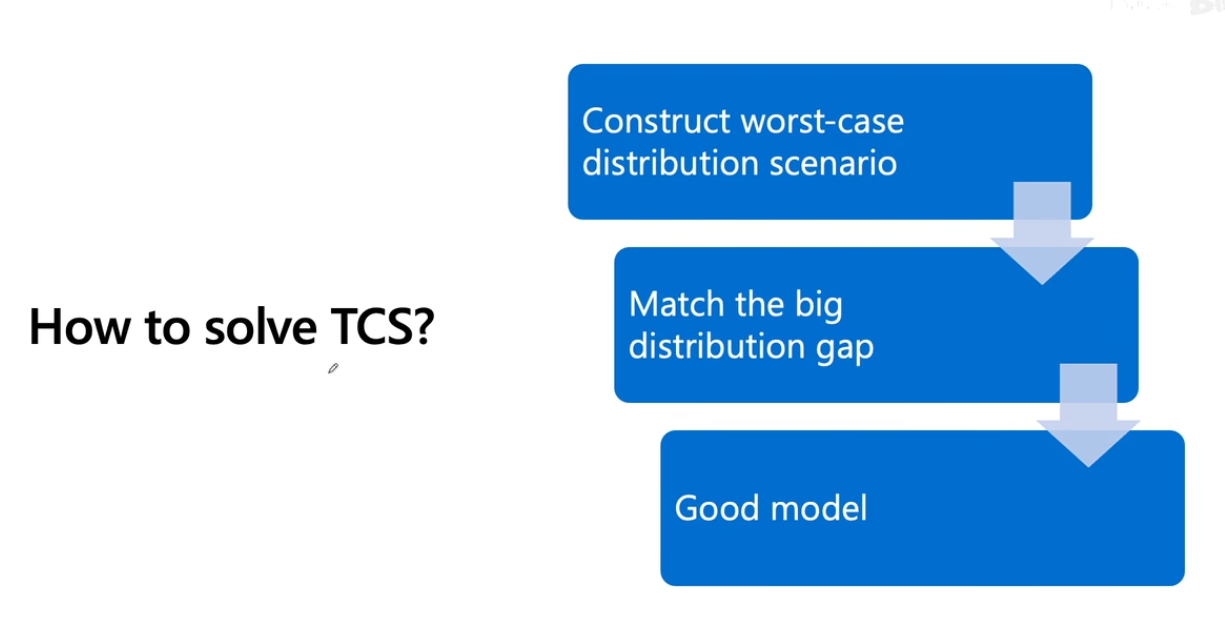 How to solve TCS?
Construct worst-case
distribution scenario
Match the big
distribution gap
Good model